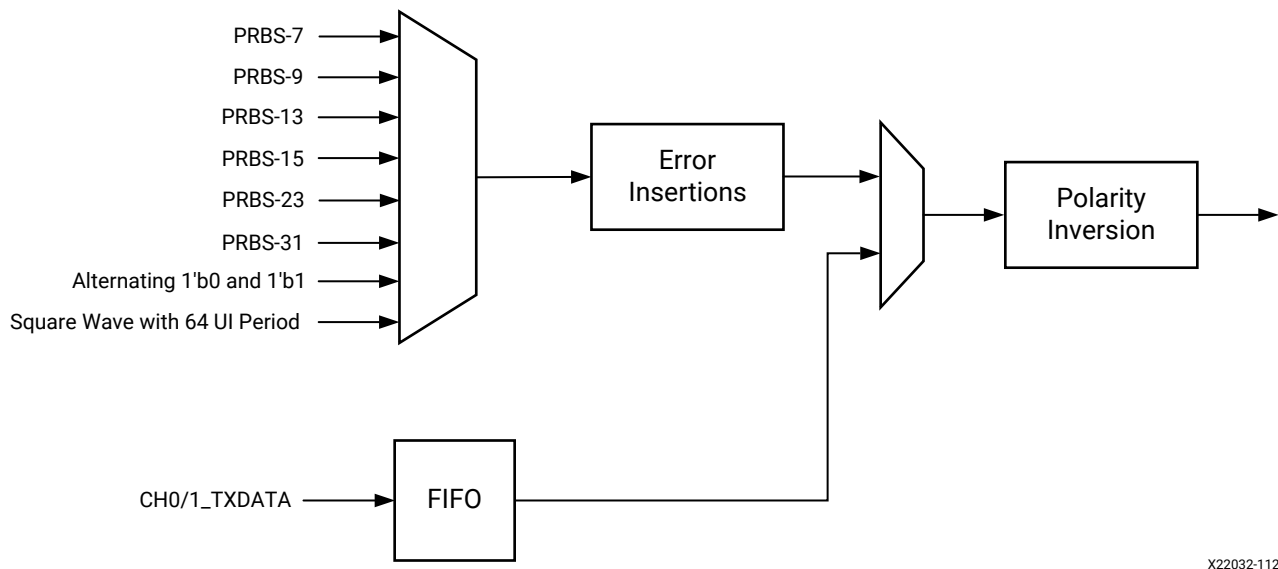 PRBS-7
PRBS-9
PRBS-13
PRBS-15
PRBS-23
PRBS-31
Alternating 1'b0 and 1'b1
Square Wave with 64 UI Period
Error
Insertions
Polarity
Inversion
CH0/1_TXDATA
FIFO
X22032-112